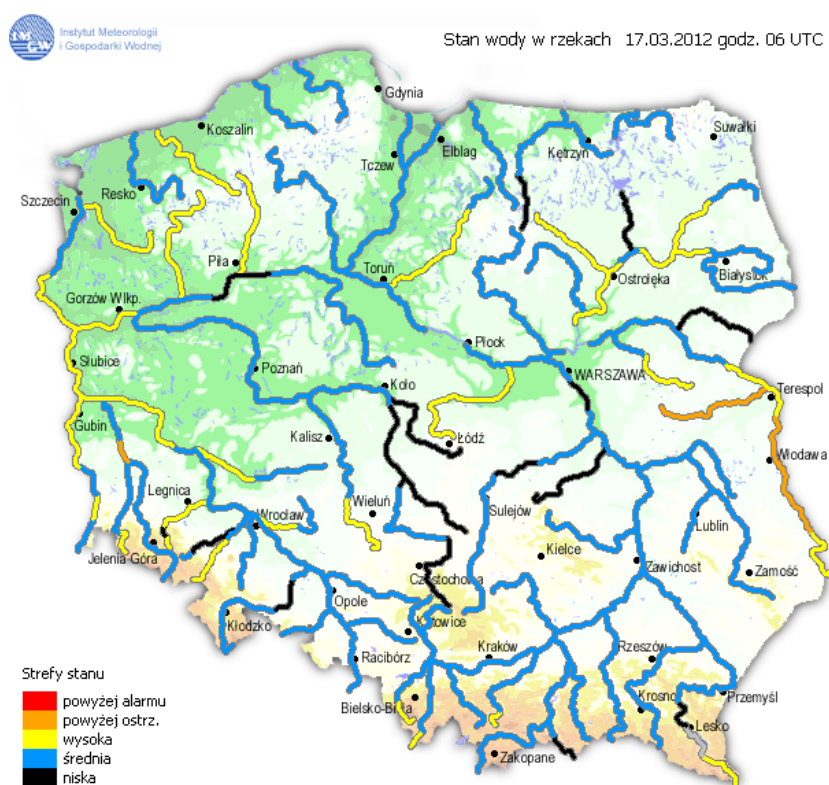 Instytut Meteorologii
i Gospodarki Wodnej
Stan wody w rzekach 17.03.2012 godz. 06 UTC
Gdynia
Koszalin
Suwałki
Tczew
Elbląg
Kętrzyn
Resko
Szczecin
Piła
Toruń
Ostrołęka
Białystok
Gorzów Wlkp.
Płock
Słubice
Poznań
WARSZAWA
Koło
Terespol
Gubin
Kalisz
Łódź
Włodawa
Legnica
Wieluń
Sulejów
Wrocław
Lublin
Jelenia Góra
Kielce
Częstochowa
Zawichost
Zamość
Opole
Kłodzko
Katowice
Racibórz
Kraków
Rzeszów
Bielsko-Biała
Krosno
Przemyśl
Lesko
Zakopane
Strefy stanu
powyżej alarmu
powyżej ostrz.
wysoka
średnia
niska